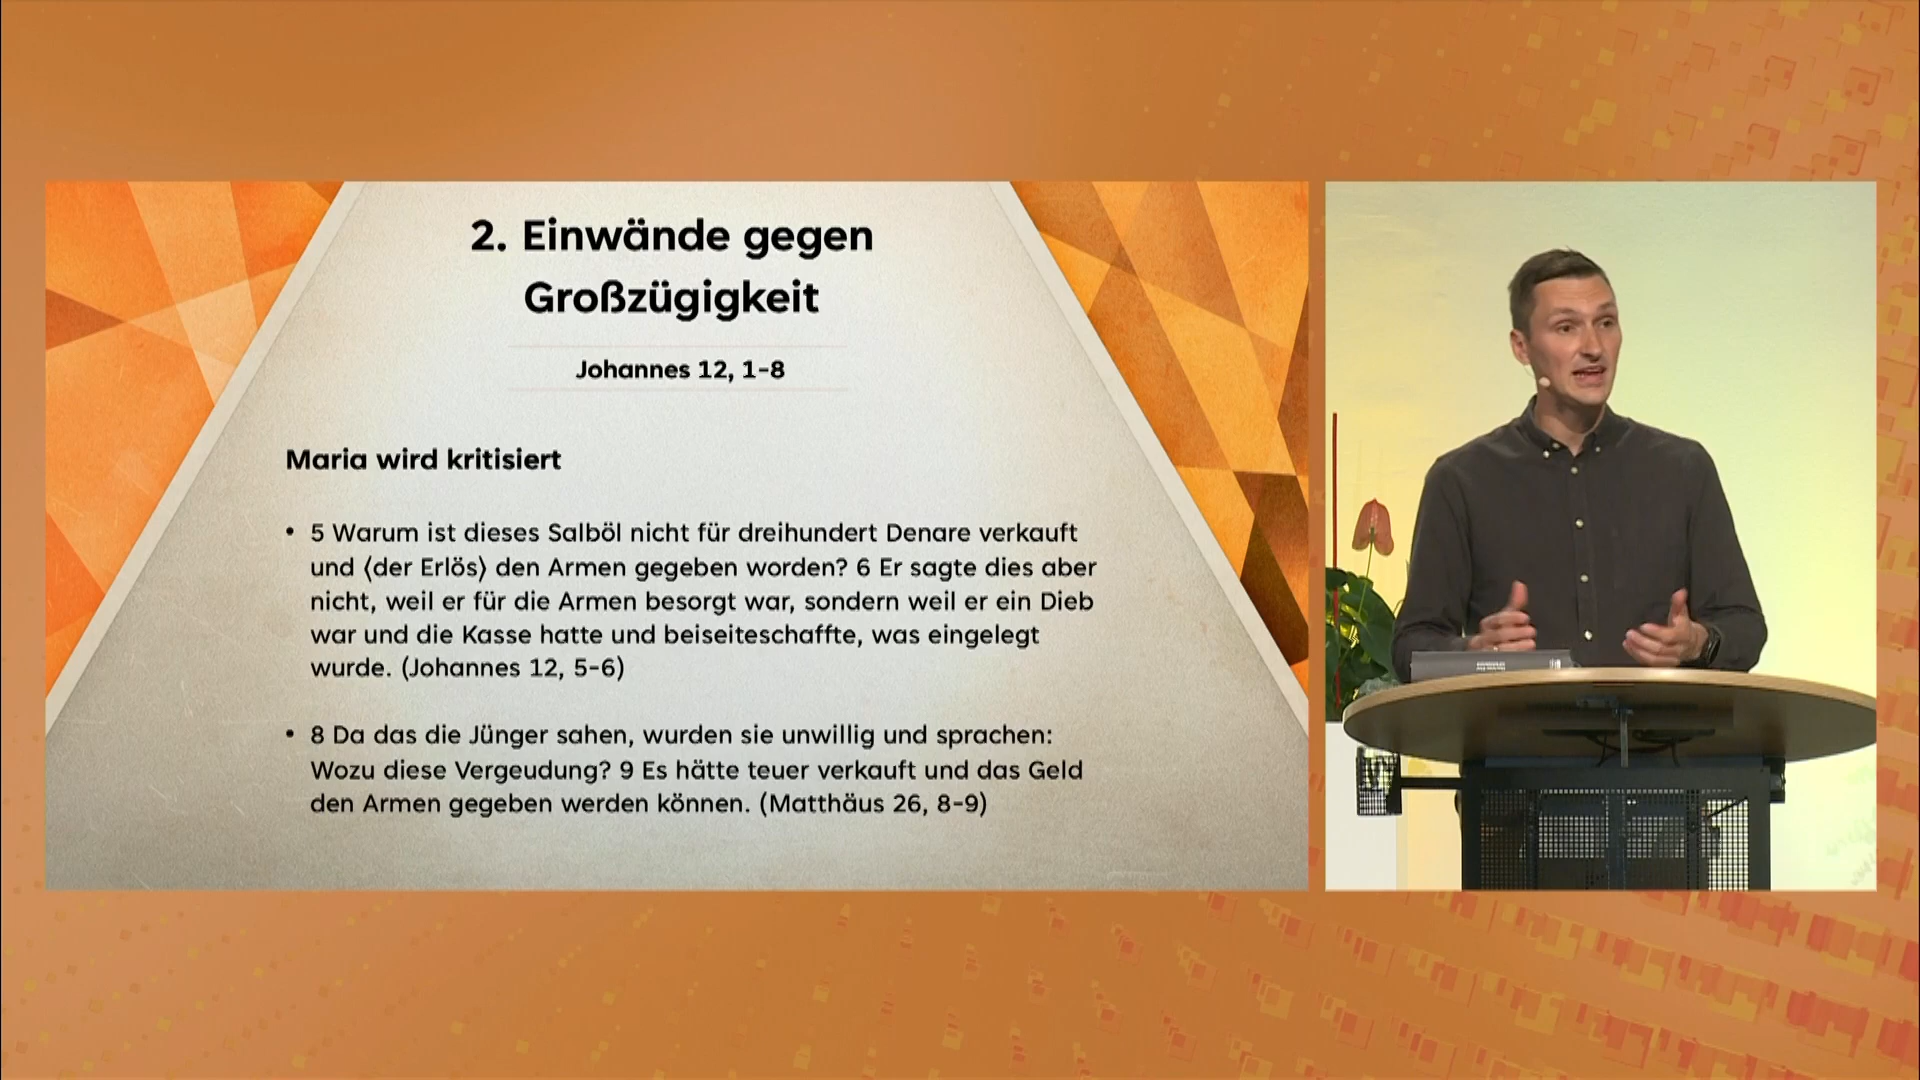 2. Einwände gegen
Großzügigkeit
Johannes 12, 1-8
Maria wird kritisiert
• 5 Warum ist dieses Salböl nicht für dreihundert Denare verkauft
und ⟨der Erlös⟩ den Armen gegeben worden? 6 Er sagte dies aber
nicht, weil er für die Armen besorgt war, sondern weil er ein Dieb
war und die Kasse hatte und beiseiteschaffte, was eingelegt
wurde. (Johannes 12, 5-6)
• 8 Da das die Jünger sahen, wurden sie unwillig und sprachen:
Wozu diese Vergeudung? 9 Es hätte teuer verkauft und das Geld
den Armen gegeben werden können. (Matthäus 26, 8-9)